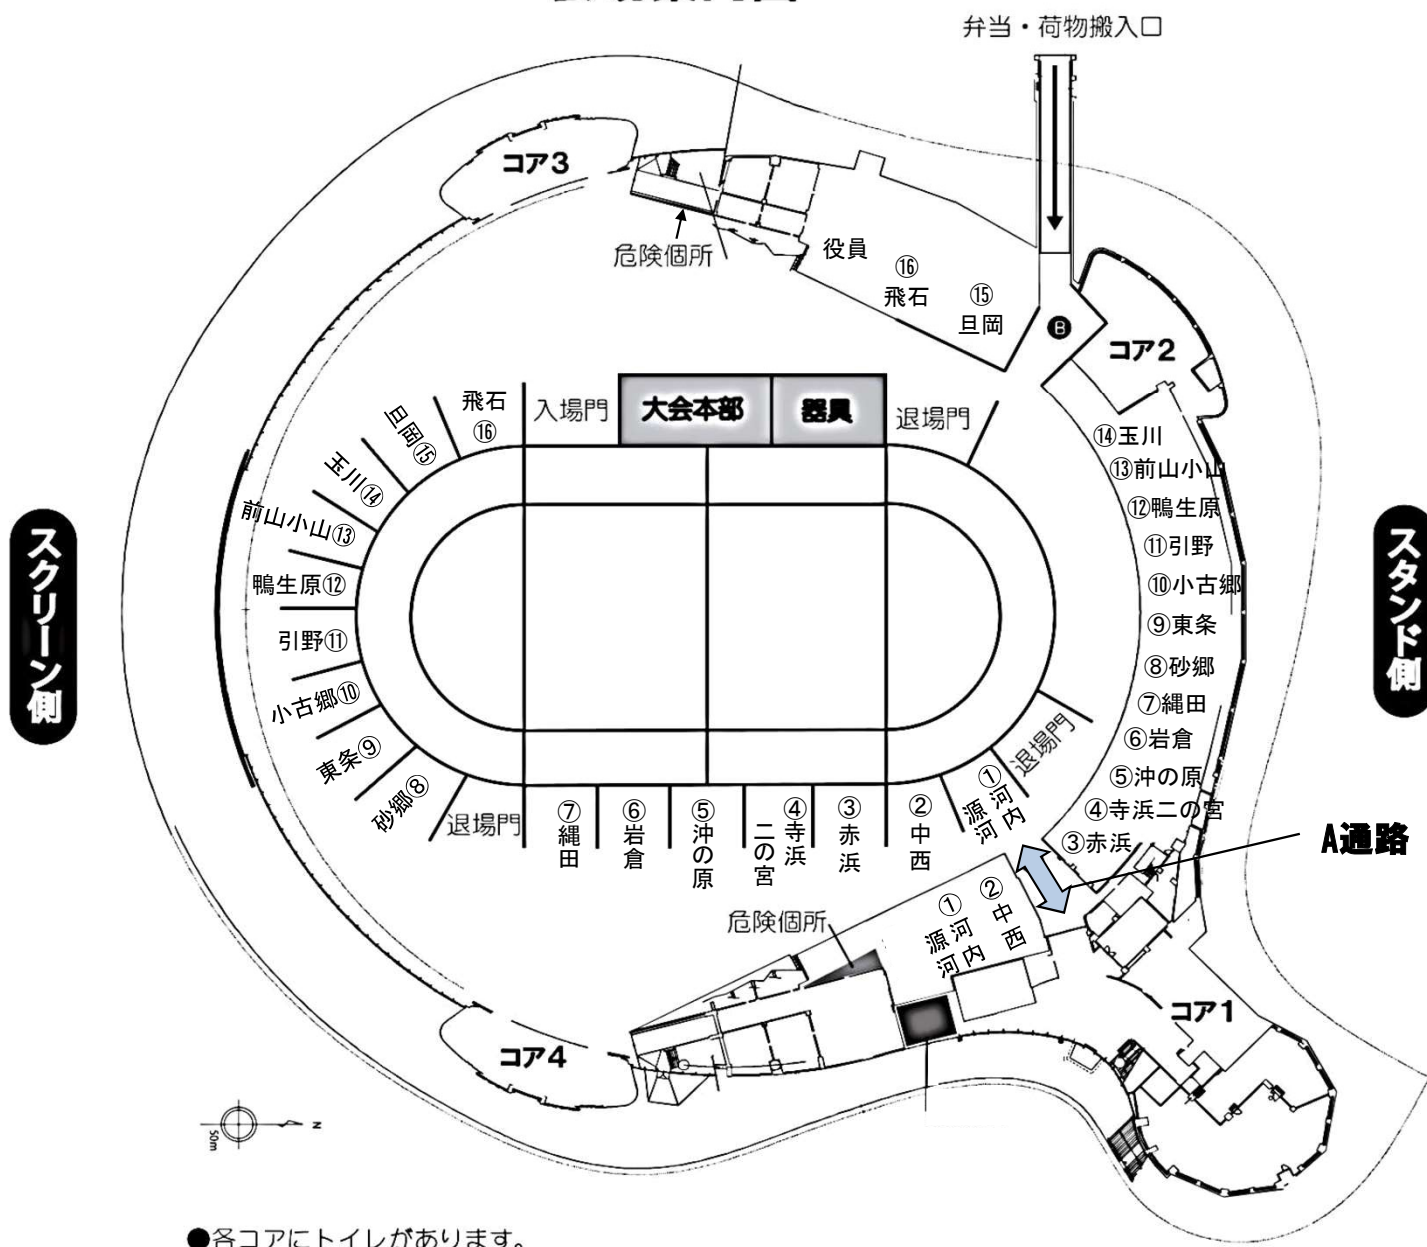 弁当・荷物搬入口
コア3
危険個所
役員
⑯
飛石
⑮
旦岡
B
コア2
飛石
⑯
入場門
大会本部
器具
退場門
旦岡⑮
玉川⑭
前山小山⑬
鴨生原⑫
引野⑪
小古郷⑩
東条⑨
砂郷⑧
退場門
⑦縄田
⑥岩倉
⑤沖の原
④寺浜
二の宮
③赤浜
②中西
①
河内
源河
退場門
⑭玉川
⑬前山小山
⑫鴨生原
⑪引野
⑩小古郷
⑨東条
⑧砂郷
⑦縄田
⑥岩倉
⑤沖の原
④寺浜二の宮
③赤浜
スクリーン側
スタンド側
A通路
②中西
①
河内
源河
危険個所
コア1
コア4
N
50m
●各コアにトイレがあります。